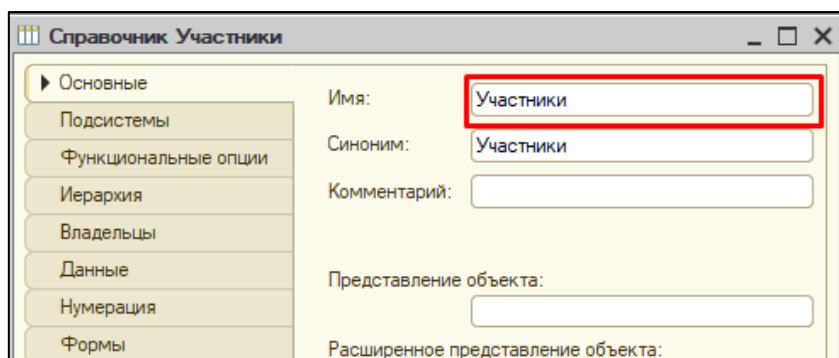 Справочник Участники
Основные
Подсистемы
Функциональные опции
Иерархия
Владельцы
Данные
Нумерация
Формы
Имя: Участники
Синоним: Участники
Комментарий:
Представление объекта:
Расширенное представление объекта: